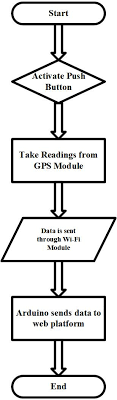 Start
Activate Push
Button
Take Readings from
GPS Module
Data is sent
through Wi-Fi
Module
Arduino sends data to
web platform
End